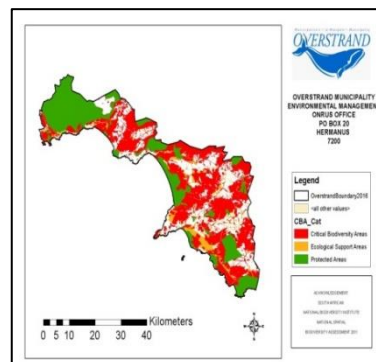 OVERSTRAND
OVERSTRAND MUNICIPALITY
ENVIRONMENTAL MANAGEMENT
ONRUS OFFICE
PO BOX 20
HERMANUS
7200
Legend
OverstrandBoundary2016
<all other values>
CBA_Cat
Critical Biodiversity Areas
Ecological Support Areas
Protected Areas
Kilometers
0 5 10 20 30 40
ACKNOWLEDGEMENT
SOUTH AFRICAN
NATIONAL BIODIVERSITY INSTITUTE
NATIONAL SPATIAL
BIODIVERSITY ASSESSMENT 2011